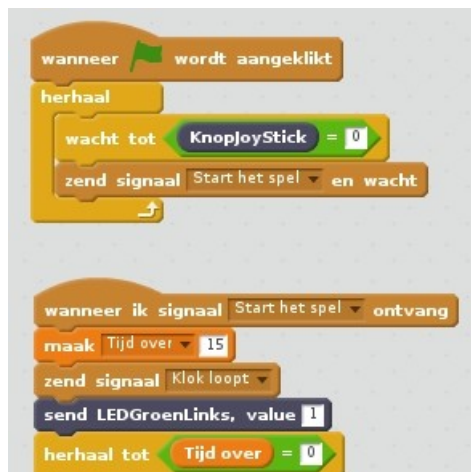 wanneer wordt aangeklikt
herhaal
wacht tot KnopJoyStick = 0
zend signaal Start het spel en wacht
wanneer ik signaal Start het spel ontvang
maak Tijd over 15
zend signaal Klok loopt
send LEDGroenLinks, value 1
herhaal tot Tijd over = 0